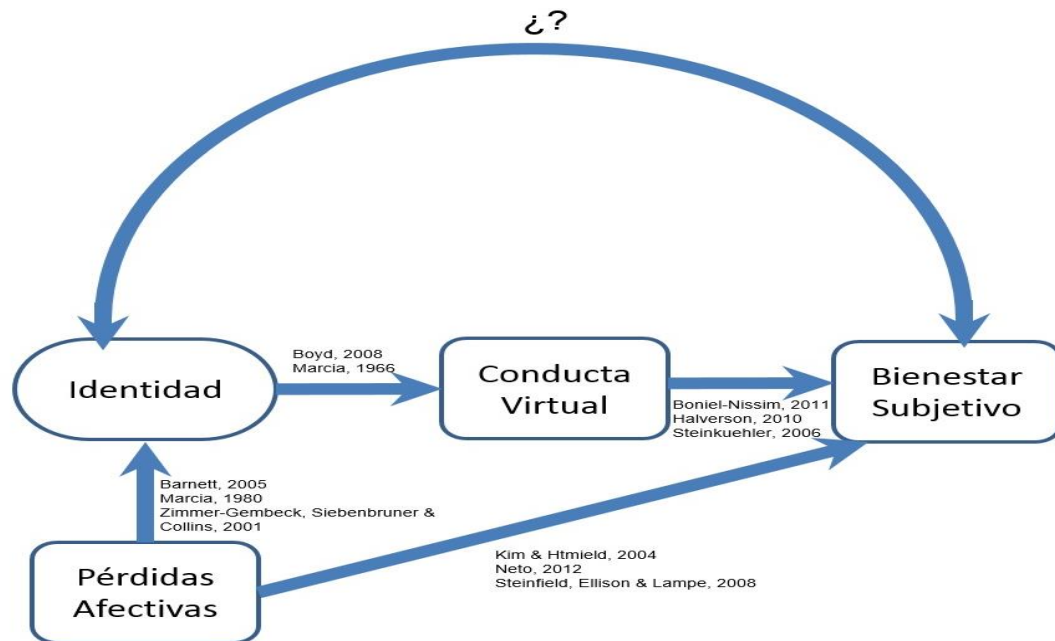 ¿?
Identidad
Boyd, 2008
Marcia, 1966
Conducta
Virtual
Boniel-Nissim, 2011
Halverson, 2010
Steinkuehler, 2006
Bienestar
Subjetivo
Barnett, 2005
Marcia, 1980
Zimmer-Gembeck, Siebenbruner &
Collins, 2001
Pérdidas
Afectivas
Kim & Htmield, 2004
Neto, 2012
Steinfield, Ellison & Lampe, 2008